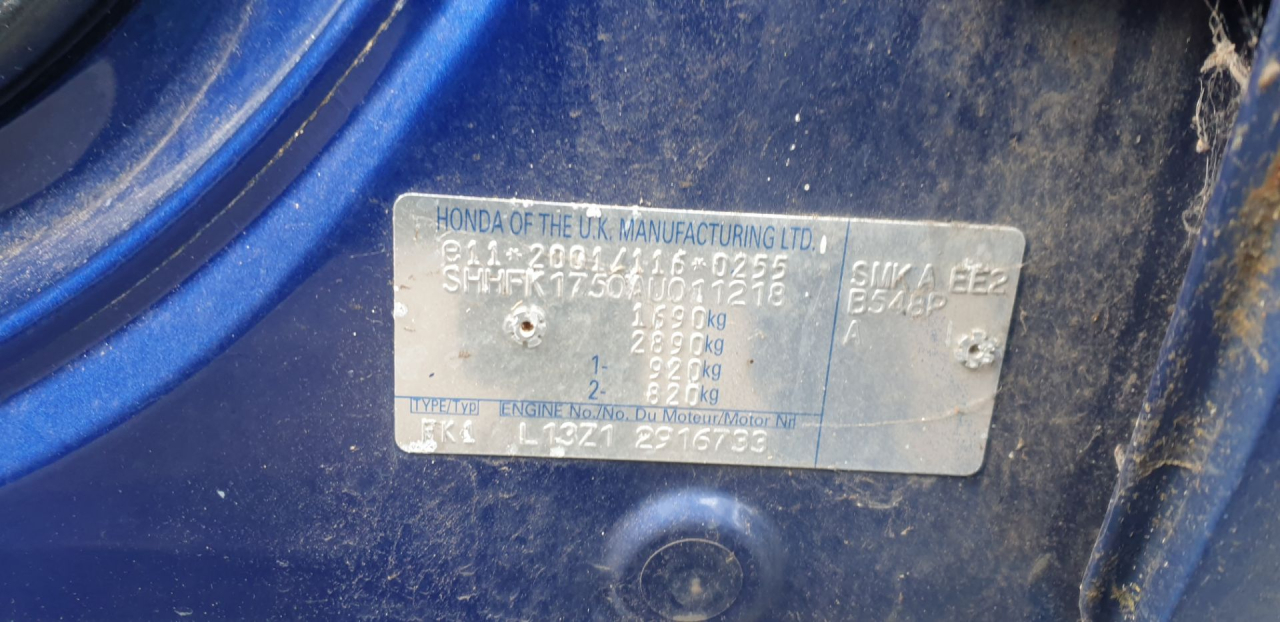 HONDA OF THE U.K. MANUFACTURING LTD.
e11*2001/116*0255
SHHFK1750AU011218
1690kg
2890kg
1- 920kg
2- 820kg
TYPE/Typ ENGINE No./No. Du Moteur/Motor Nr
FK1 L13Z1 2916733
SMK A EE2
B548P
A